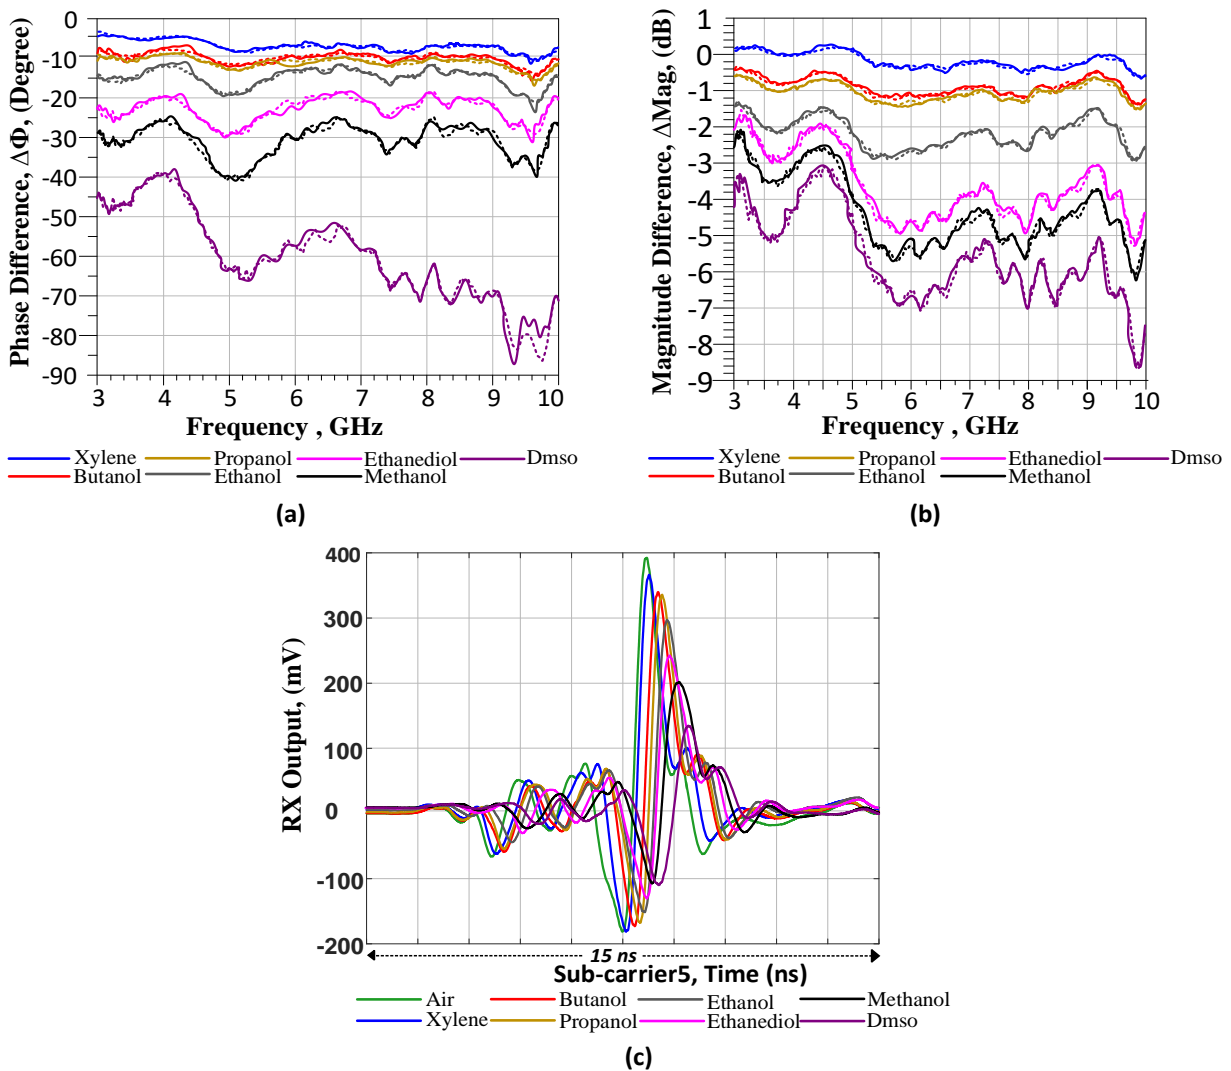 Phase Difference, ΔΦ, (Degree)
0
-10
-20
-30
-40
-50
-60
-70
-80
-90
3 4 5 6 7 8 9 10
Frequency , GHz
Xylene Propanol Ethanediol Dmso
Butanol Ethanol Methanol
(a)
Magnitude Difference, ΔMag, (dB)
1
0
-1
-2
-3
-4
-5
-6
-7
-8
-9
3 4 5 6 7 8 9 10
Frequency , GHz
Xylene Propanol Ethanediol Dmso
Butanol Ethanol Methanol
(b)
RX Output, (mV)
400
300
200
100
0
-100
-200
15 ns
Sub-carrier5, Time (ns)
Air Butanol Ethanol Methanol
Xylene Propanol Ethanediol Dmso
(c)